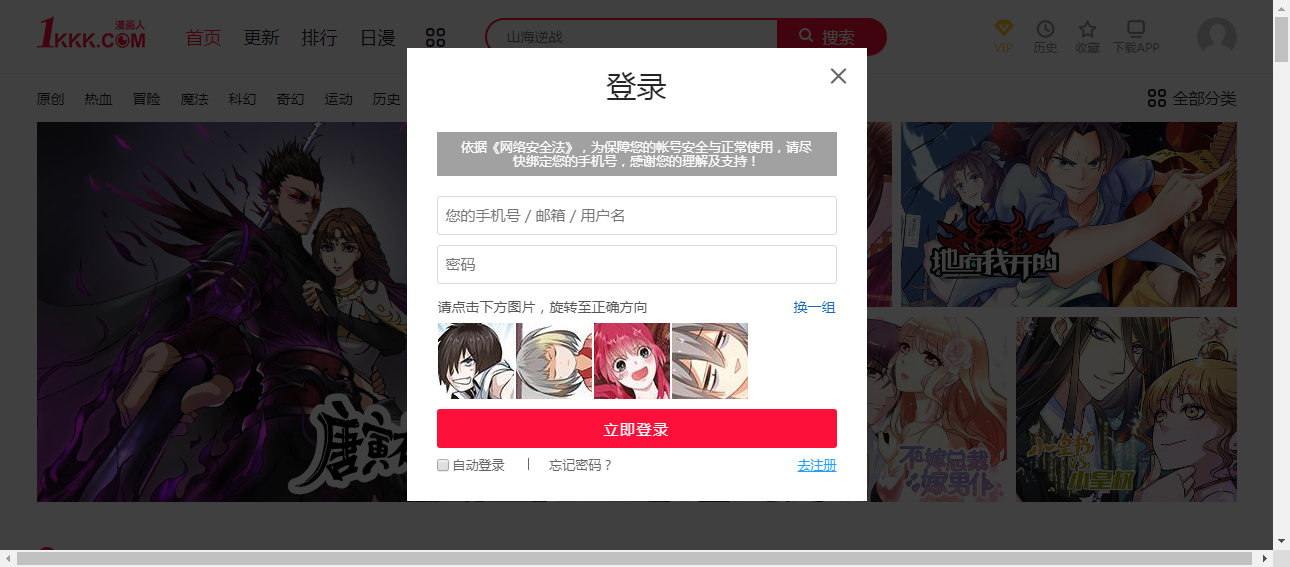 漫画人
1KKK.COM
首页 更新 排行 日漫
山海逆战
搜索
VIP 历史 收藏 下载APP
登录
原创 热血 冒险 魔法 科幻 奇幻 运动 历史
全部分类
依据《网络安全法》，为保障您的帐号安全与正常使用，请尽
快绑定您的手机号，感谢您的理解及支持！
您的手机号 / 邮箱 / 用户名
地府我开的
密码
请点击下方图片，旋转至正确方向
换一组
唐寅
立即登录
不嫁总裁
嫁男仆
小皇叔
自动登录
忘记密码？
去注册